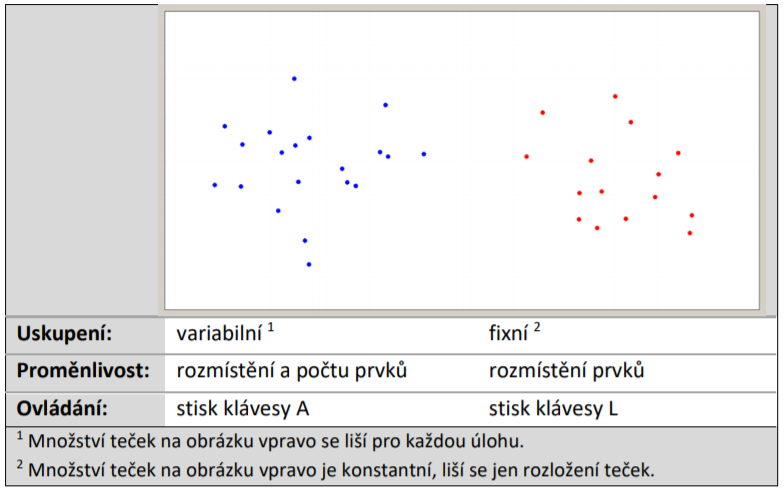 Uskupení: variabilní 1 fixní 2
Proměnlivost: rozmístění a počtu prvků rozmístění prvků
Ovládání: stisk klávesy A stisk klávesy L
1 Množství teček na obrázku vpravo se liší pro každou úlohu.
2 Množství teček na obrázku vpravo je konstantní, liší se jen rozložení teček.